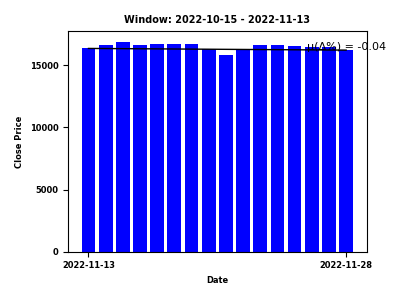 Window: 2022-10-15 - 2022-11-13
μ(Δ%) = -0.04
15000
10000
5000
0
Close Price
2022-11-13 2022-11-28
Date